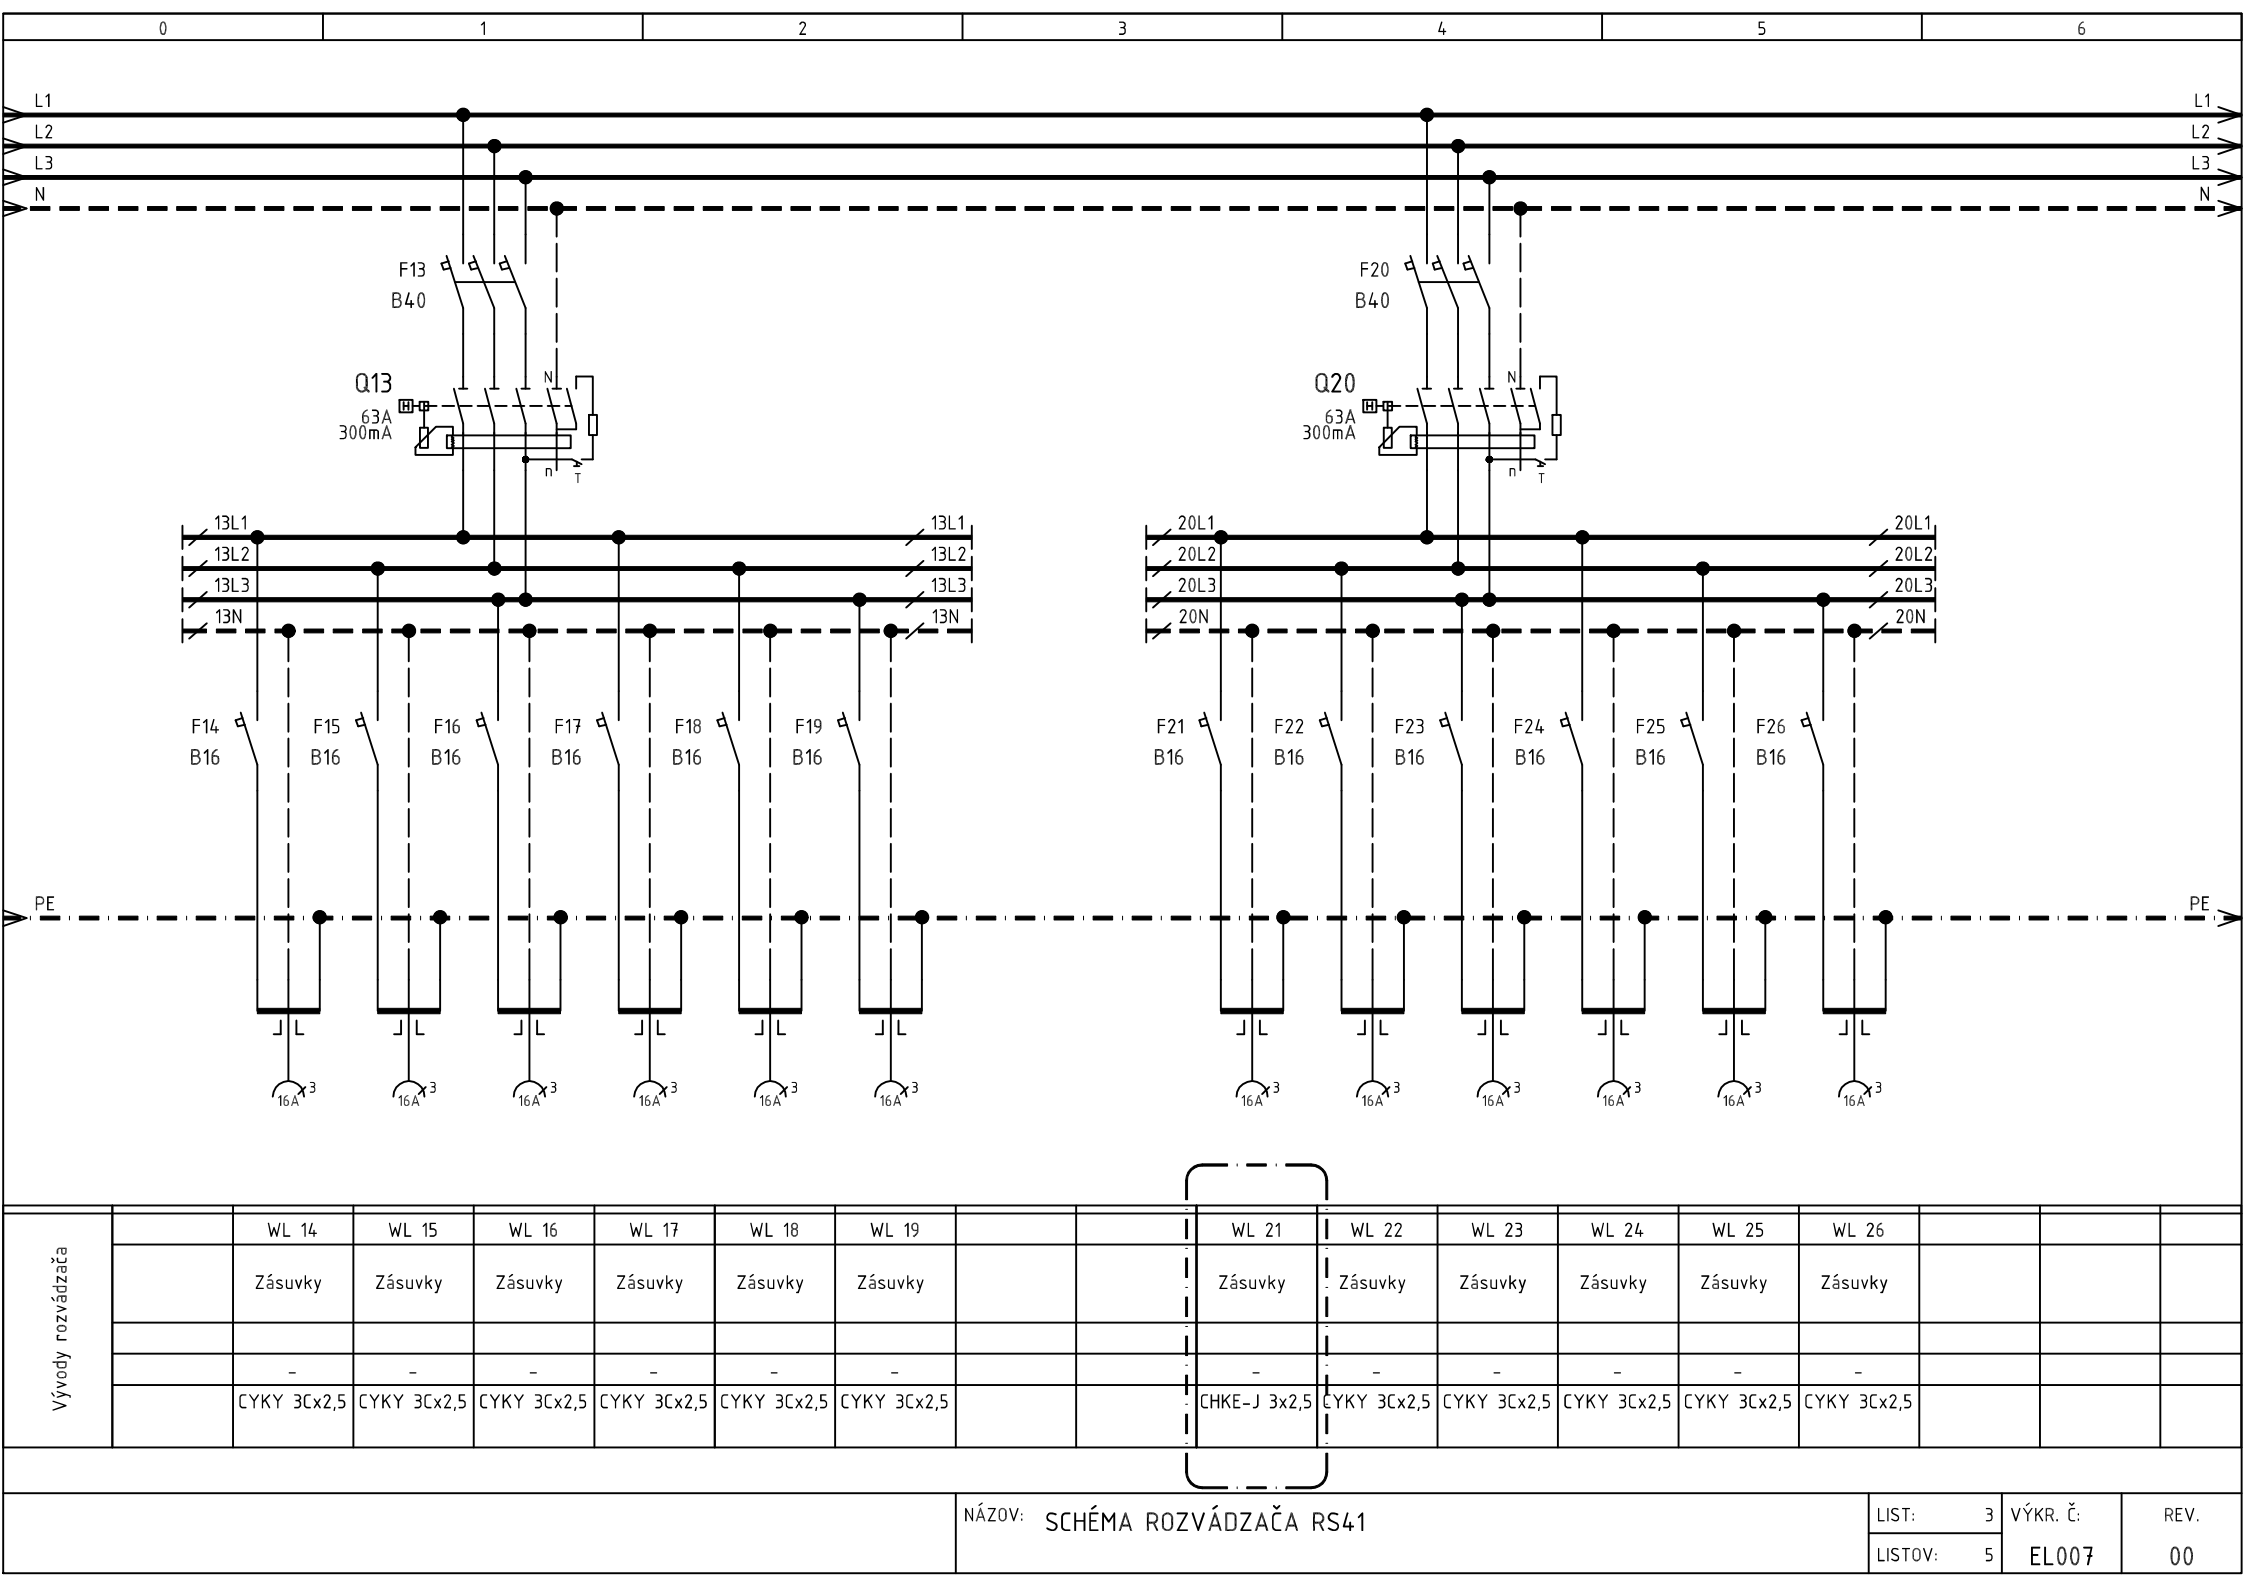 0 1 2 3 4 5 6
L1 L1
L2 L2
L3 L3
N N
F13 F20
B40 B40
Q13 N Q20 N
63A 63A
300mA 300mA
n T n T
13L1 13L1 20L1 20L1
13L2 13L2 20L2 20L2
13L3 13L3 20L3 20L3
13N 13N 20N 20N
F14 F15 F16 F17 F18 F19 F21 F22 F23 F24 F25 F26
B16 B16 B16 B16 B16 B16 B16 B16 B16 B16 B16 B16
PE PE
3 3 3 3 3 3 3 3 3 3 3 3
16A 16A 16A 16A 16A 16A 16A 16A 16A 16A 16A 16A
Vývody rozvádzača
WL 14 WL 15 WL 16 WL 17 WL 18 WL 19 WL 21 WL 22 WL 23 WL 24 WL 25 WL 26
Zásuvky Zásuvky Zásuvky Zásuvky Zásuvky Zásuvky Zásuvky Zásuvky Zásuvky Zásuvky Zásuvky Zásuvky
- - - - - - - - - - - -
CYKY 3Cx2,5 CYKY 3Cx2,5 CYKY 3Cx2,5 CYKY 3Cx2,5 CYKY 3Cx2,5 CYKY 3Cx2,5 CHKE-J 3x2,5 CYKY 3Cx2,5 CYKY 3Cx2,5 CYKY 3Cx2,5 CYKY 3Cx2,5 CYKY 3Cx2,5
NÁZOV: SCHÉMA ROZVÁDZAČA RS41
LIST: 3 VÝKR. Č: REV.
LISTOV: 5 EL007 00